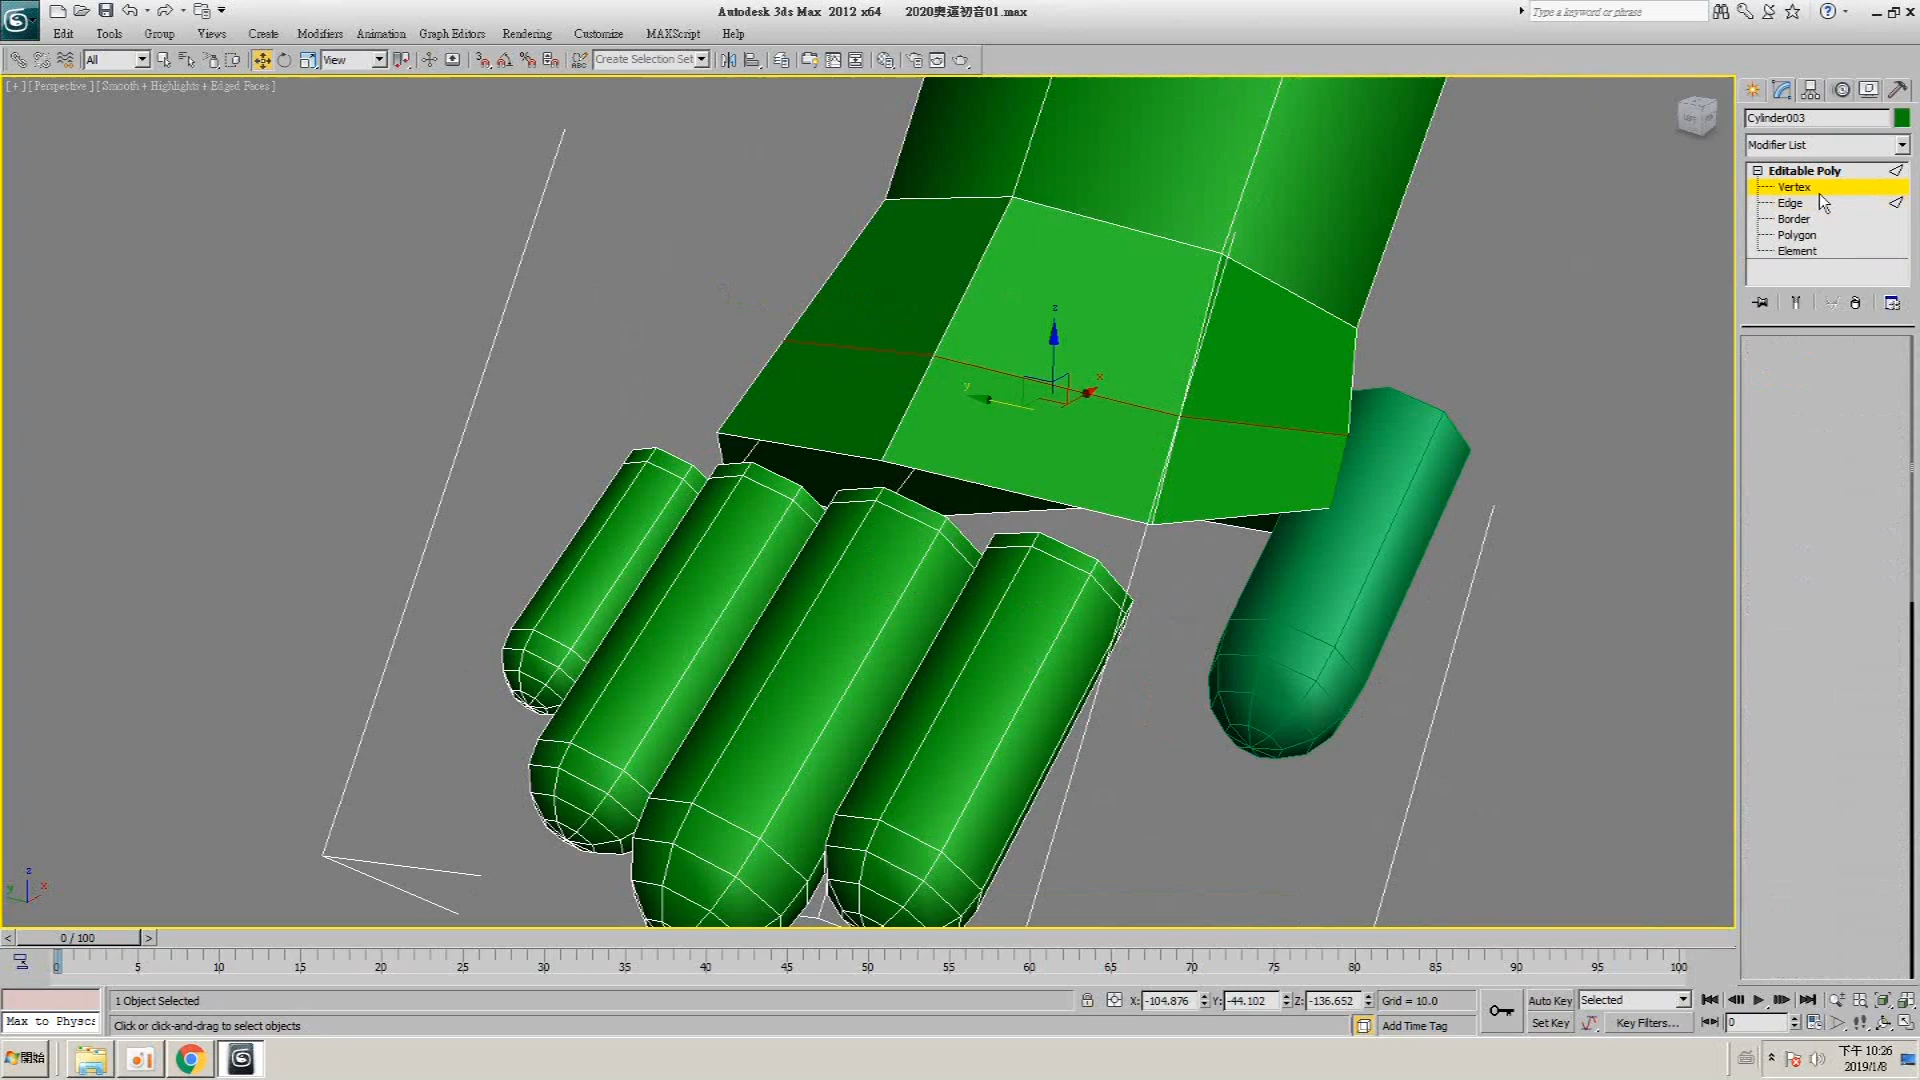 Autodesk 3ds Max 2012 x64 2020奧運初音01.max
Type a keyword or phrase
Edit Tools Group Views Create Modifiers Animation Graph Editors Rendering Customize MAXScript Help
All View Create Selection Set
[ + ] [ Perspective ] [ Smooth + Highlights + Edged Faces ]
Cylinder003
Modifier List
Editable Poly
Vertex
Edge
Border
Polygon
Element
z
y
x
z
y
x
< 0 / 100 >
0 5 10 15 20 25 30 35 40 45 50 55 60 65 70 75 80 85 90 95 100
1 Object Selected X: -104.876 Y: -44.102 Z: -136.652 Grid = 10.0 Auto Key Selected
Max to Physcs Click or click-and-drag to select objects Add Time Tag Set Key Key Filters... 0
開始
下午 10:26
2019/1/8